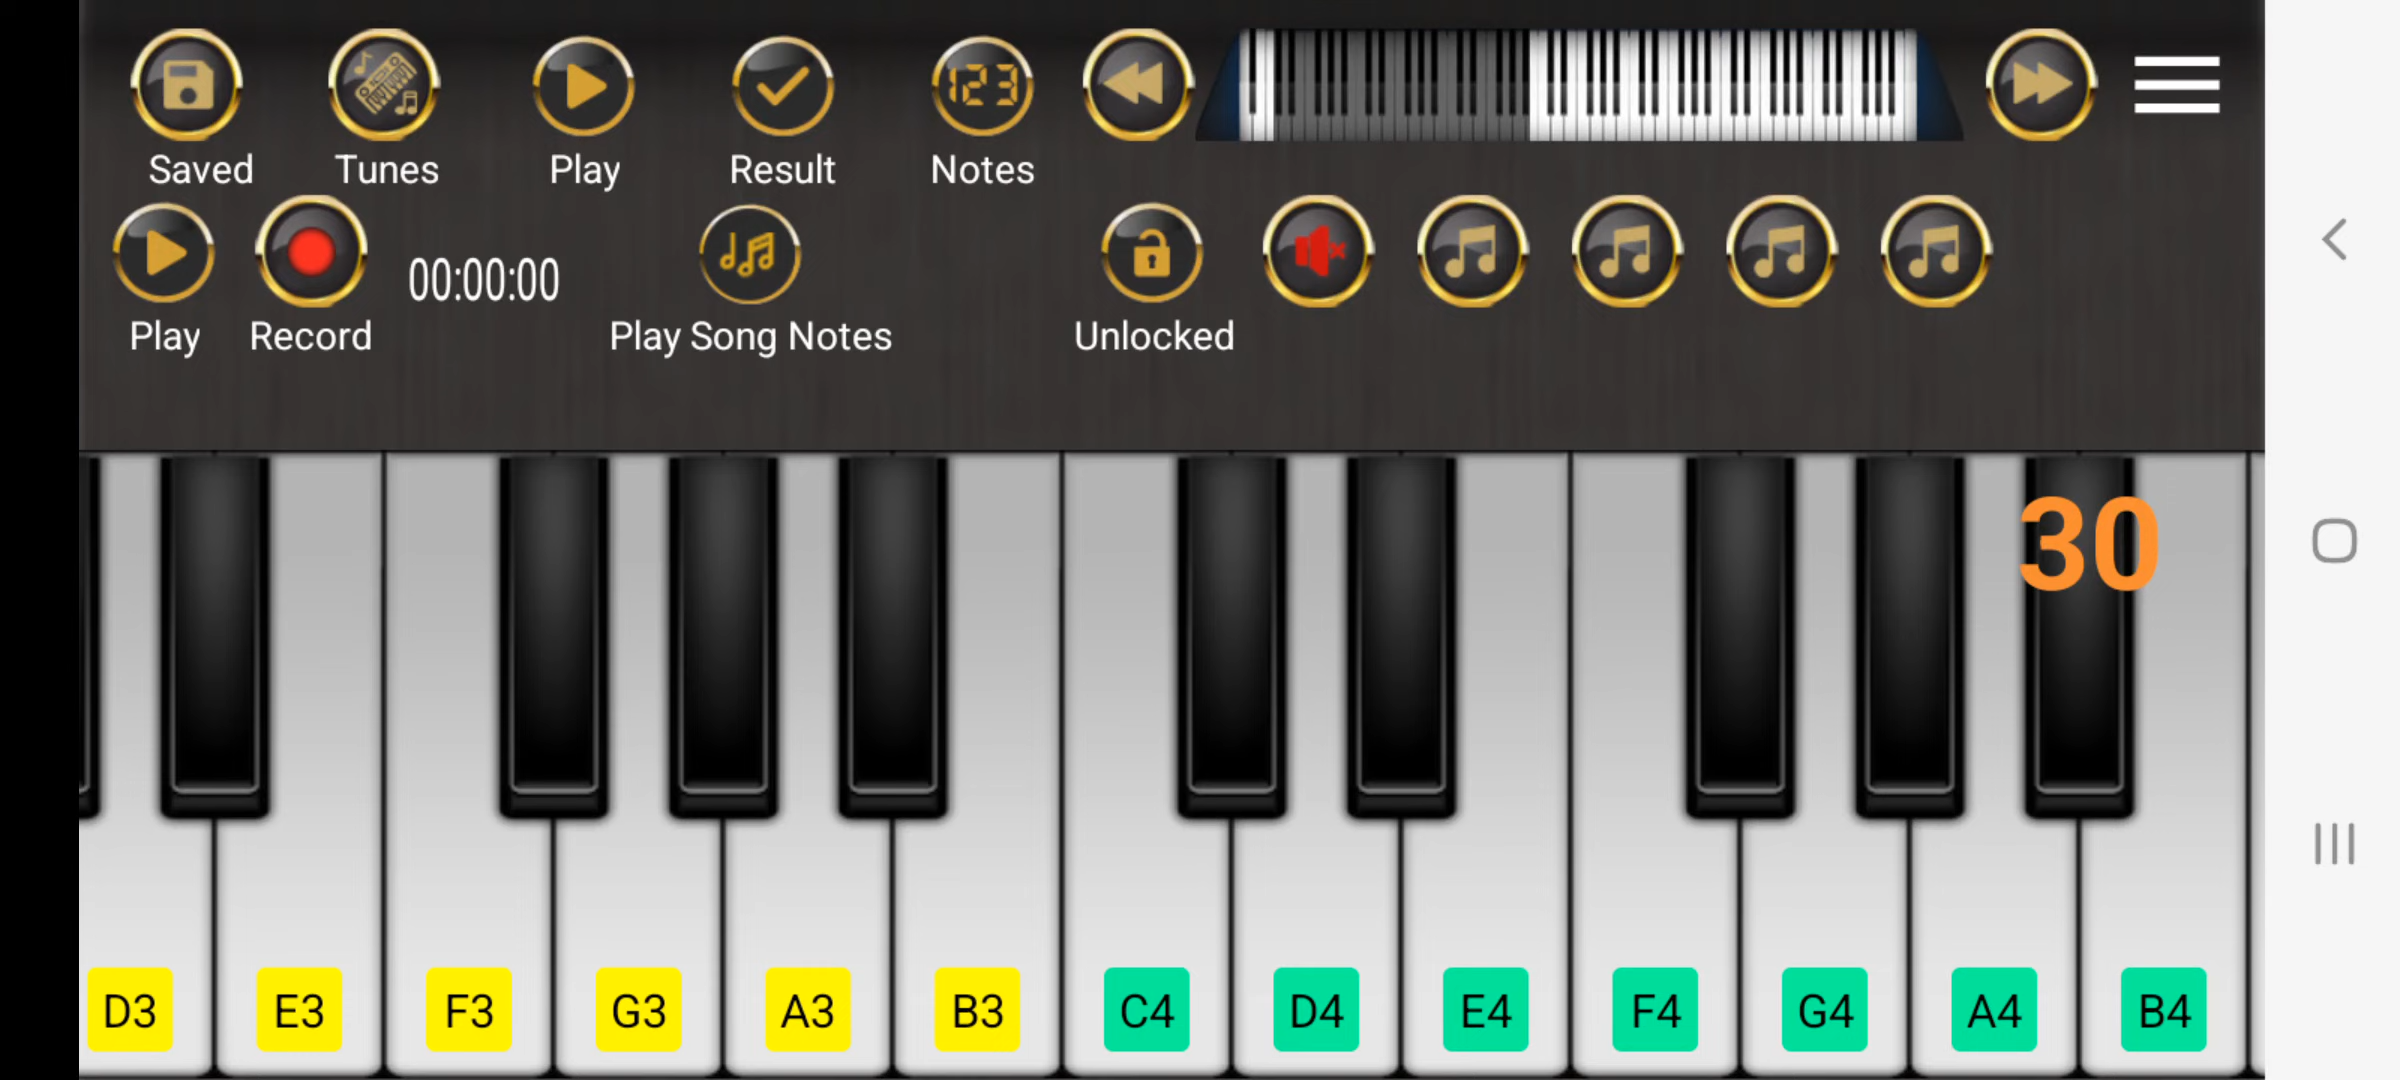 Saved Tunes Play Result 123 Notes
Play Record 00:00:00 Play Song Notes Unlocked
30
D3 E3 F3 G3 A3 B3 C4 D4 E4 F4 G4 A4 B4